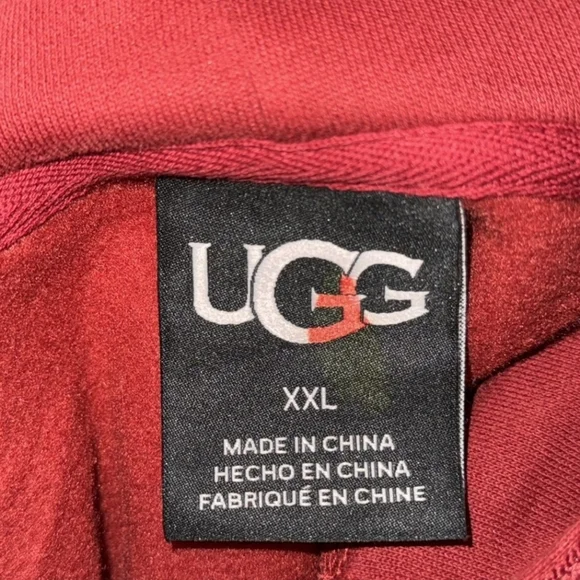 UGG
XXL
MADE IN CHINA
HECHO EN CHINA
FABRIQUÉ EN CHINE